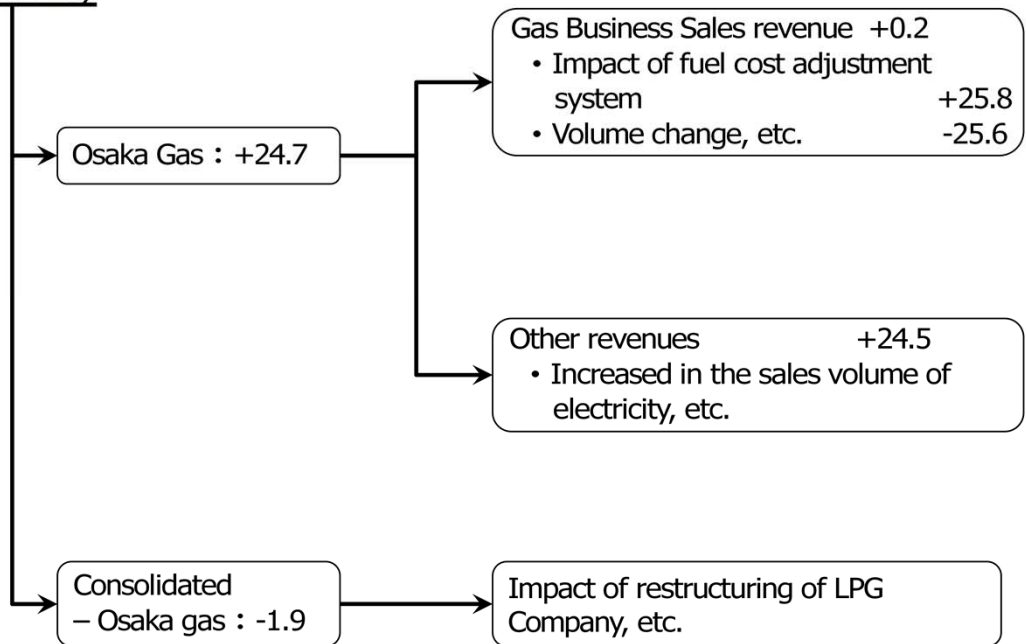 Gas Business Sales revenue +0.2
・Impact of fuel cost adjustment
system +25.8
・Volume change, etc. -25.6
Osaka Gas：+24.7
Other revenues +24.5
・Increased in the sales volume of
electricity, etc.
Consolidated
– Osaka gas：-1.9
Impact of restructuring of LPG
Company, etc.